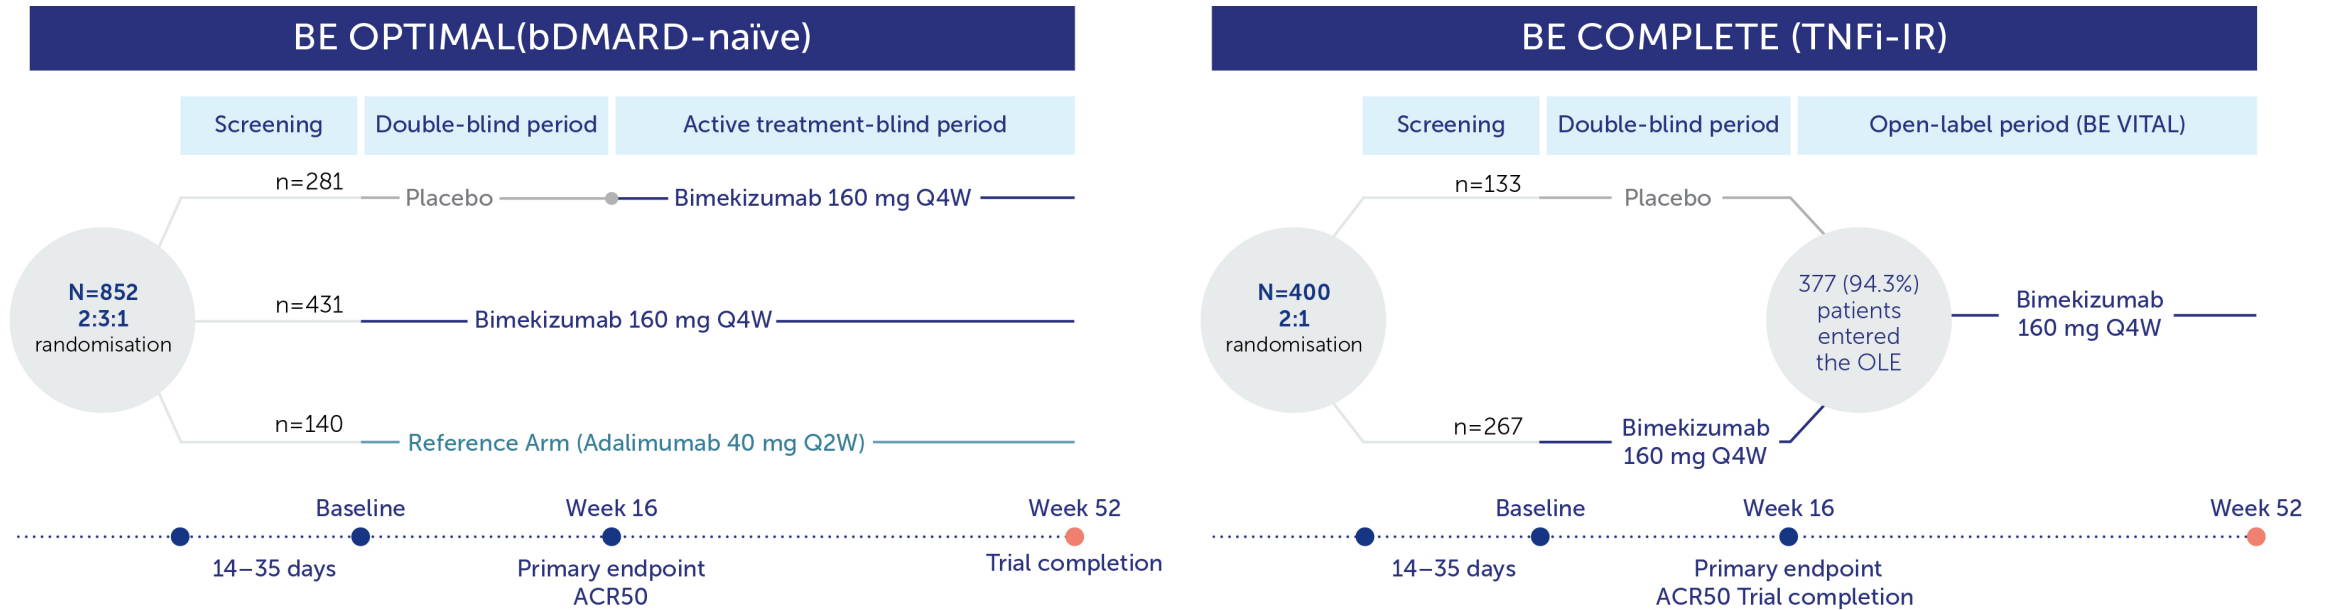 BE OPTIMAL(bDMARD-naïve)
Screening
Double-blind period
Active treatment-blind period
n=281
Placebo
Bimekizumab 160 mg Q4W
N=852
2:3:1
randomisation
n=431
Bimekizumab 160 mg Q4W
n=140
Reference Arm (Adalimumab 40 mg Q2W)
Baseline
Week 16
Week 52
14–35 days
Primary endpoint
ACR50
Trial completion
BE COMPLETE (TNFi-IR)
Screening
Double-blind period
Open-label period (BE VITAL)
n=133
Placebo
N=400
2:1
randomisation
377 (94.3%)
patients
entered
the OLE
Bimekizumab
160 mg Q4W
n=267
Bimekizumab
160 mg Q4W
Baseline
Week 16
Week 52
14–35 days
Primary endpoint
ACR50 Trial completion